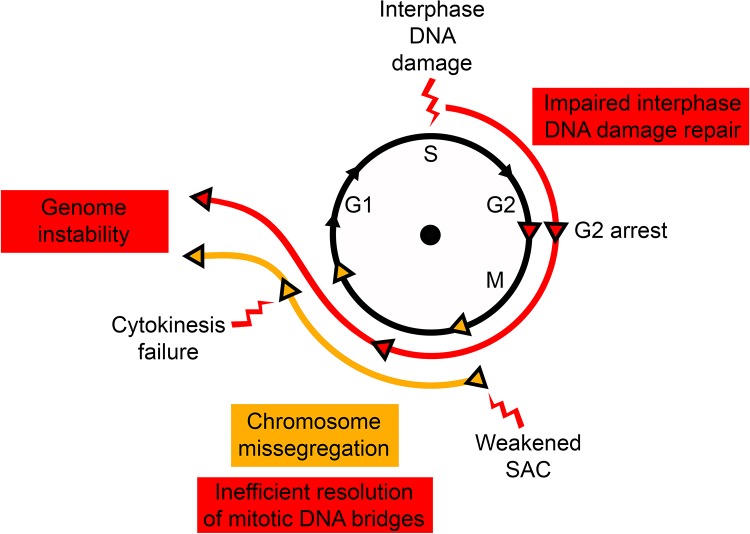 Interphase
DNA
damage
Impaired interphase
DNA damage repair
S
G1
G2
G2 arrest
M
Genome
instability
Cytokinesis
failure
Chromosome
missegregation
Weakened
SAC
Inefficient resolution
of mitotic DNA bridges